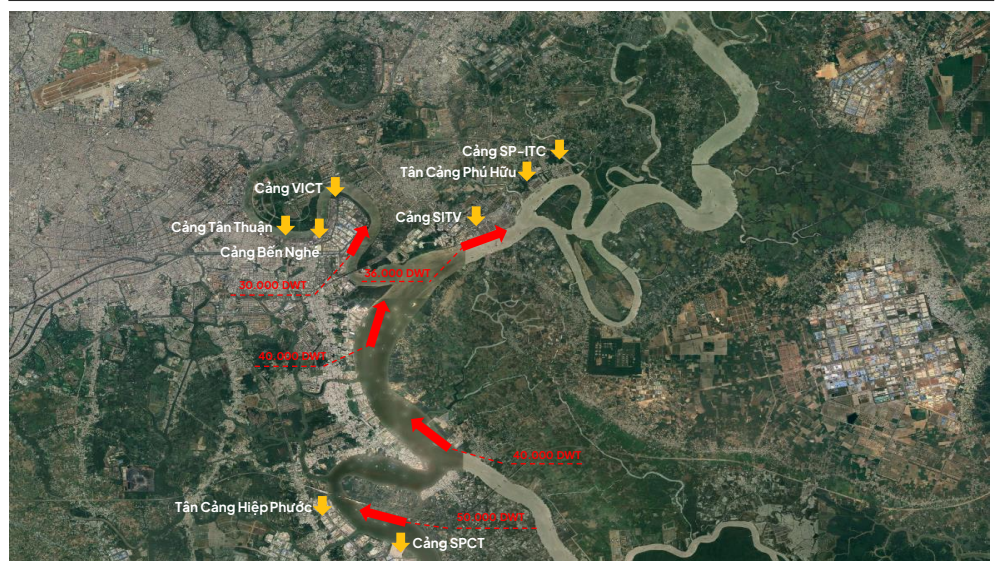 Cảng SP-ITC
Tân Cảng Phú Hữu
Cảng VICT
Cảng SITV
Cảng Tân Thuận
Cảng Bến Nghé
36.000 DWT
30.000 DWT
40.000 DWT
40.000 DWT
Tân Cảng Hiệp Phước
50.000 DWT
Cảng SPCT